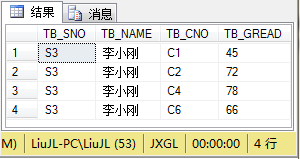 结果 消息
TB_SNO TB_NAME TB_CNO TB_GREAD
1 S3 李小刚 C1 45
2 S3 李小刚 C2 72
3 S3 李小刚 C4 78
4 S3 李小刚 C6 66
M) LiuJL-PC\LiuJL (53) JXGL 00:00:00 4 行